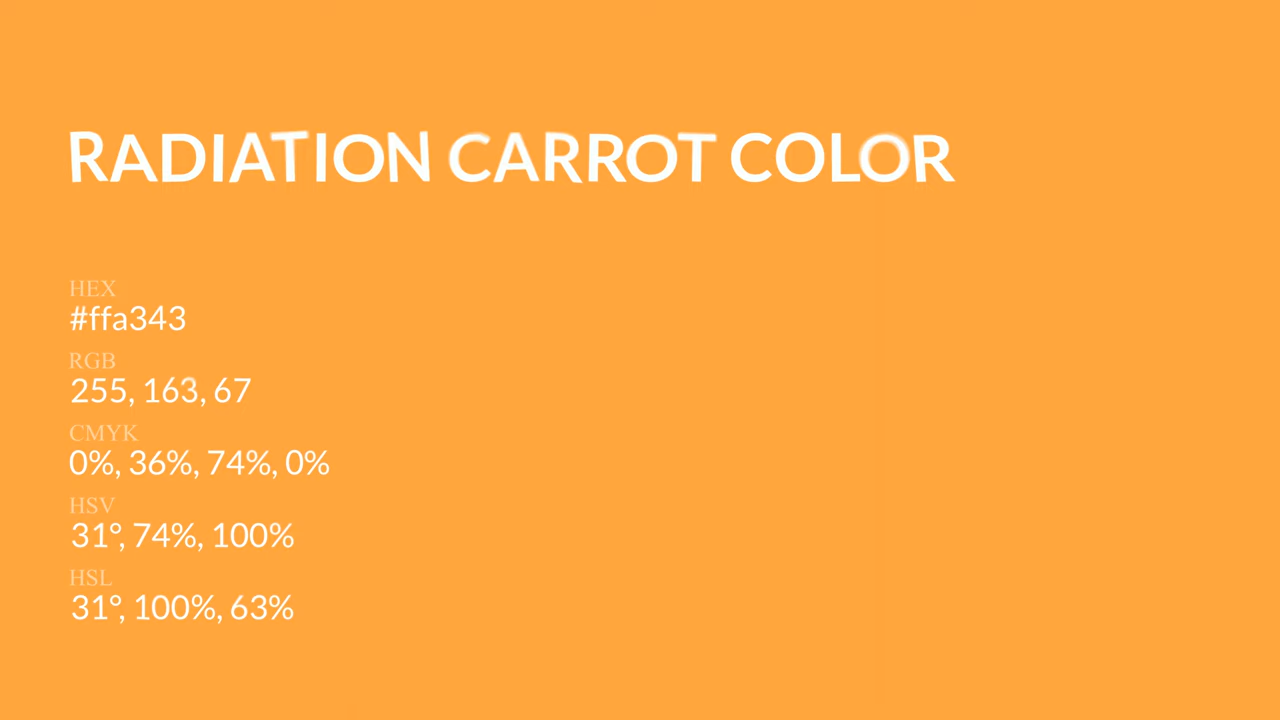 RADIATION CARROT COLOR
HEX
#ffa343
RGB
255, 163, 67
CMYK
0%, 36%, 74%, 0%
HSV
31°, 74%, 100%
HSL
31°, 100%, 63%